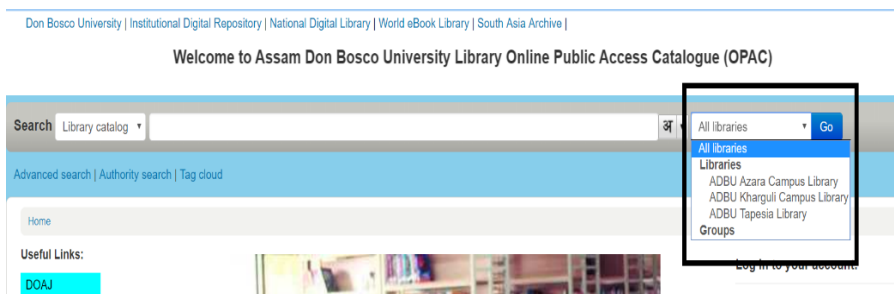 Don Bosco University | Institutional Digital Repository | National Digital Library | World eBook Library | South Asia Archive |
Welcome to Assam Don Bosco University Library Online Public Access Catalogue (OPAC)
Search Library catalog अ All libraries Go
All libraries
Libraries
ADBU Azara Campus Library
ADBU Kharguli Campus Library
ADBU Tapesia Library
Groups
Advanced search | Authority search | Tag cloud
Home
Useful Links:
DOAJ
Log in to your account: